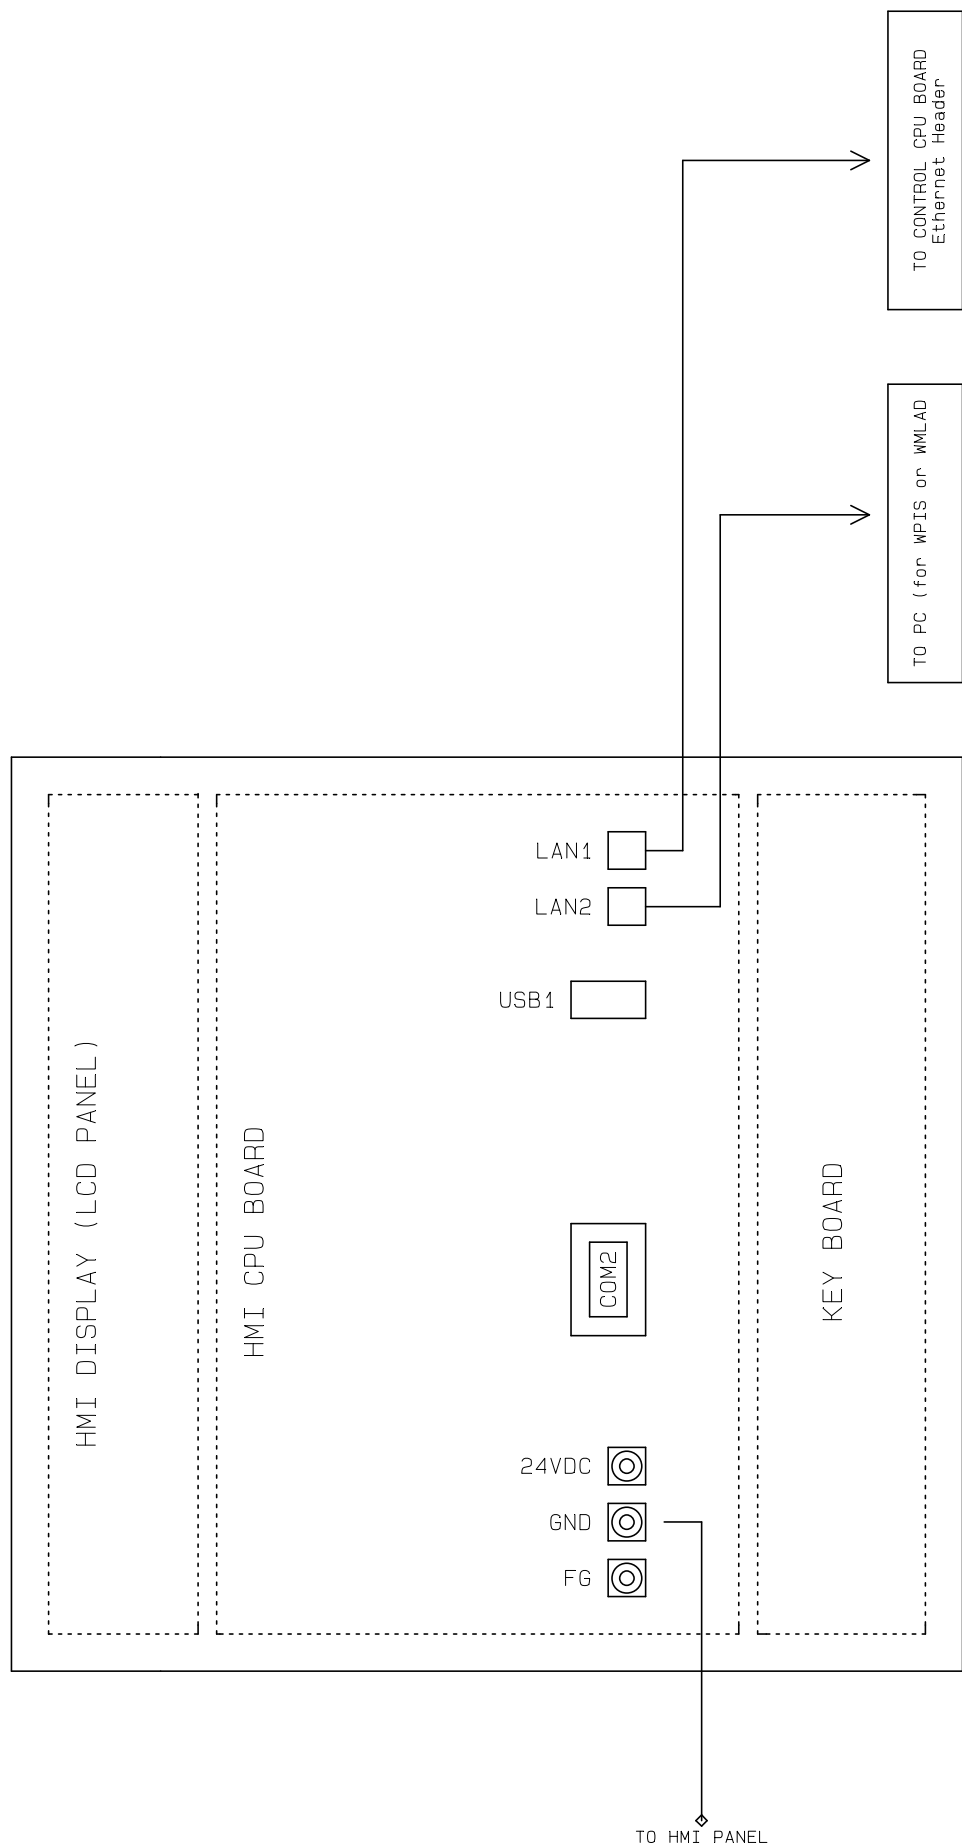 TO CONTROL CPU BOARD
Ethernet Header
TO PC (for WPIS or WMLAD
LAN1
LAN2
USB1
HMI DISPLAY (LCD PANEL)
HMI CPU BOARD
COM2
KEY BOARD
24VDC
GND
FG
TO HMI PANEL